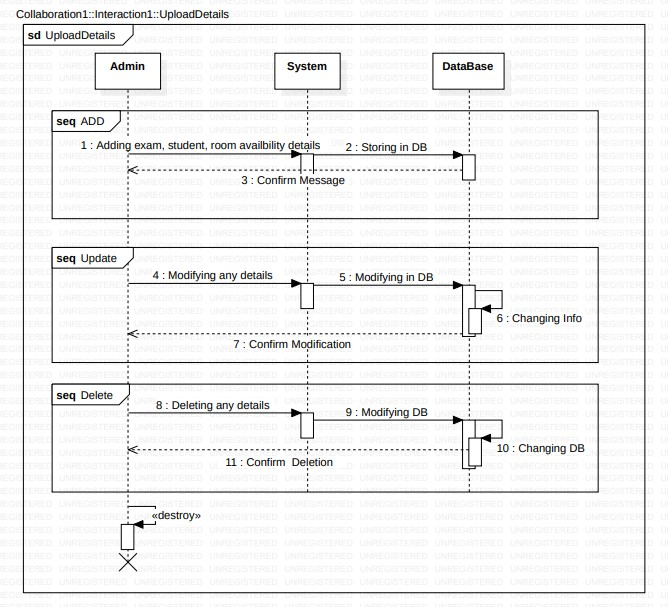 Collaboration1::Interaction1::UploadDetails
sd UploadDetails
Admin
System
DataBase
seq ADD
1 : Adding exam, student, room availbility details
2 : Storing in DB
3 : Confirm Message
seq Update
4 : Modifying any details
5 : Modifying in DB
6 : Changing Info
7 : Confirm Modification
seq Delete
8 : Deleting any details
9 : Modifying DB
10 : Changing DB
11 : Confirm  Deletion
«destroy»